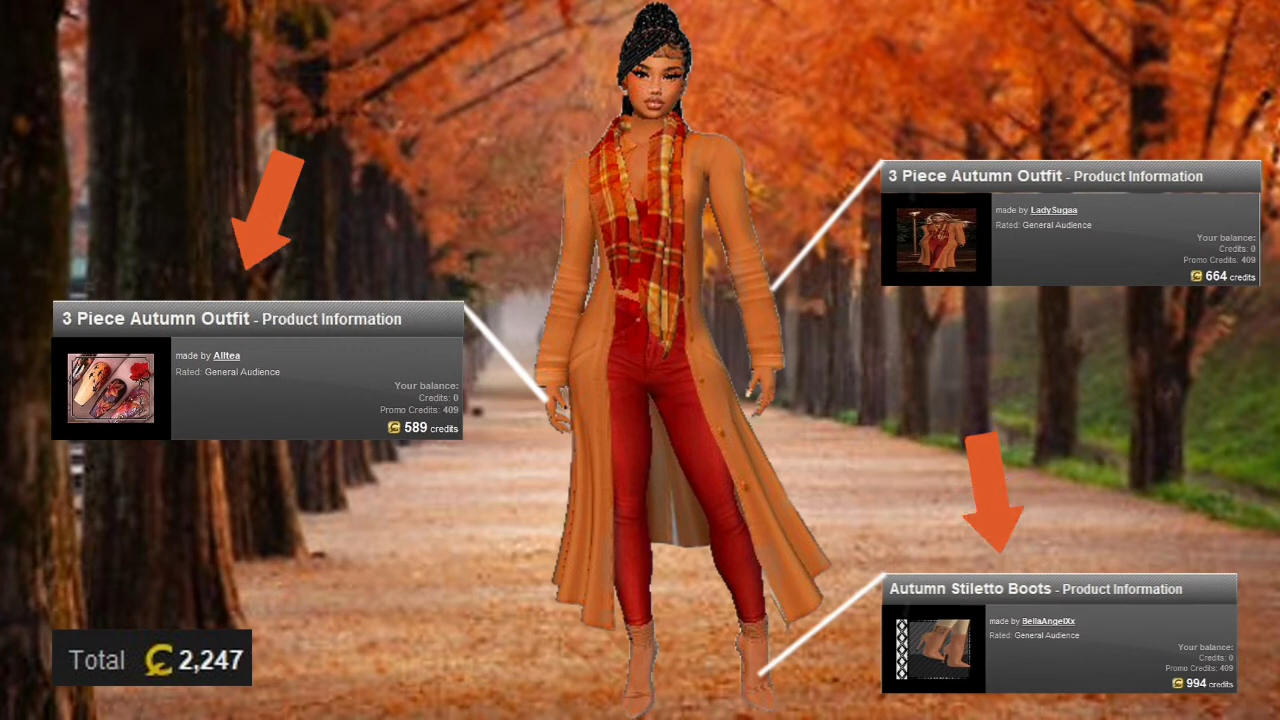 3 Piece Autumn Outfit - Product Information
made by LadySugaa
Rated: General Audience
Your balance:
Credits: 0
Promo Credits: 409
664 credits
3 Piece Autumn Outfit - Product Information
made by Alltea
Rated: General Audience
Your balance:
Credits: 0
Promo Credits: 409
589 credits
Autumn Stiletto Boots - Product Information
made by BellaAngelXx
Rated: General Audience
Your balance:
Credits: 0
Promo Credits: 409
994 credits
Total 2,247